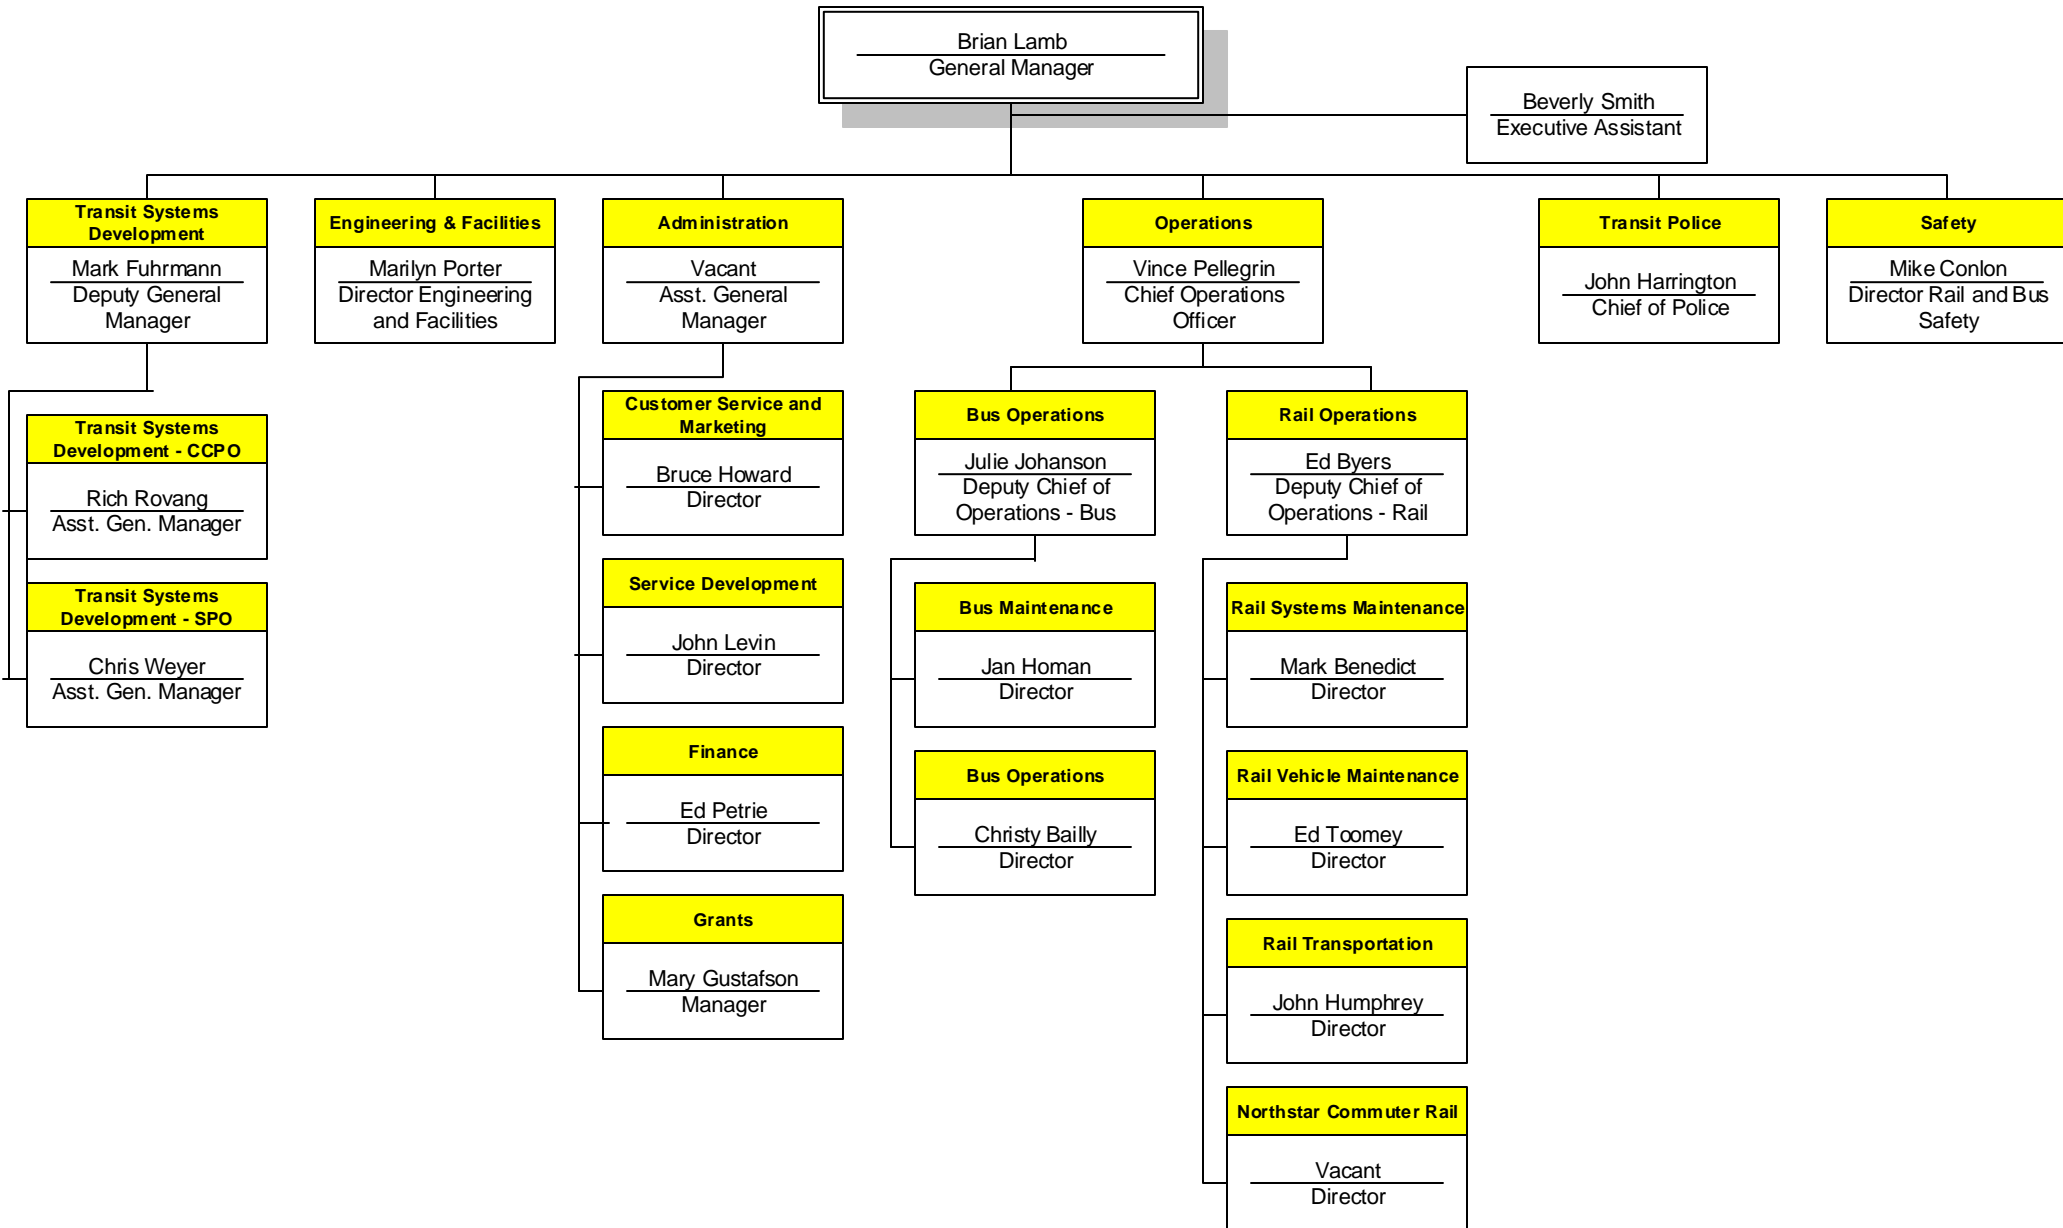 Brian Lamb
General Manager
Beverly Smith
Executive Assistant
Transit Systems
Development
Mark Fuhrmann
Deputy General
Manager
Engineering & Facilities
Marilyn Porter
Director Engineering
and Facilities
Administration
Vacant
Asst. General
Manager
Operations
Vince Pellegrin
Chief Operations
Officer
Transit Police
John Harrington
Chief of Police
Safety
Mike Conlon
Director Rail and Bus
Safety
Transit Systems
Development - CCPO
Rich Rovang
Asst. Gen. Manager
Transit Systems
Development - SPO
Chris Weyer
Asst. Gen. Manager
Customer Service and
Marketing
Bruce Howard
Director
Service Development
John Levin
Director
Finance
Ed Petrie
Director
Grants
Mary Gustafson
Manager
Bus Operations
Julie Johanson
Deputy Chief of
Operations - Bus
Bus Maintenance
Jan Homan
Director
Bus Operations
Christy Bailly
Director
Rail Operations
Ed Byers
Deputy Chief of
Operations - Rail
Rail Systems Maintenance
Mark Benedict
Director
Rail Vehicle Maintenance
Ed Toomey
Director
Rail Transportation
John Humphrey
Director
Northstar Commuter Rail
Vacant
Director